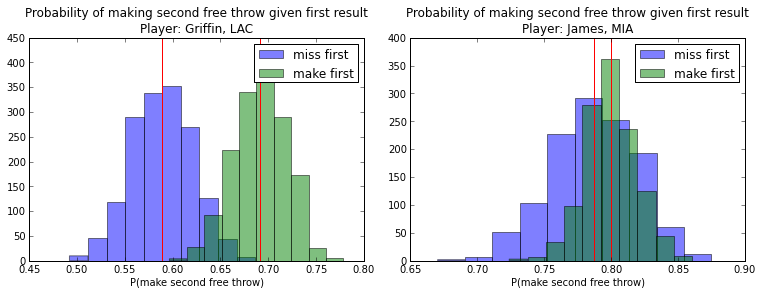 Probability of making second free throw given first result
Player: Griffin, LAC
miss first
make first
450
400
350
300
250
200
150
100
50
0
0.45 0.50 0.55 0.60 0.65 0.70 0.75 0.80
P(make second free throw)
Probability of making second free throw given first result
Player: James, MIA
miss first
make first
400
350
300
250
200
150
100
50
0
0.65 0.70 0.75 0.80 0.85 0.90
P(make second free throw)